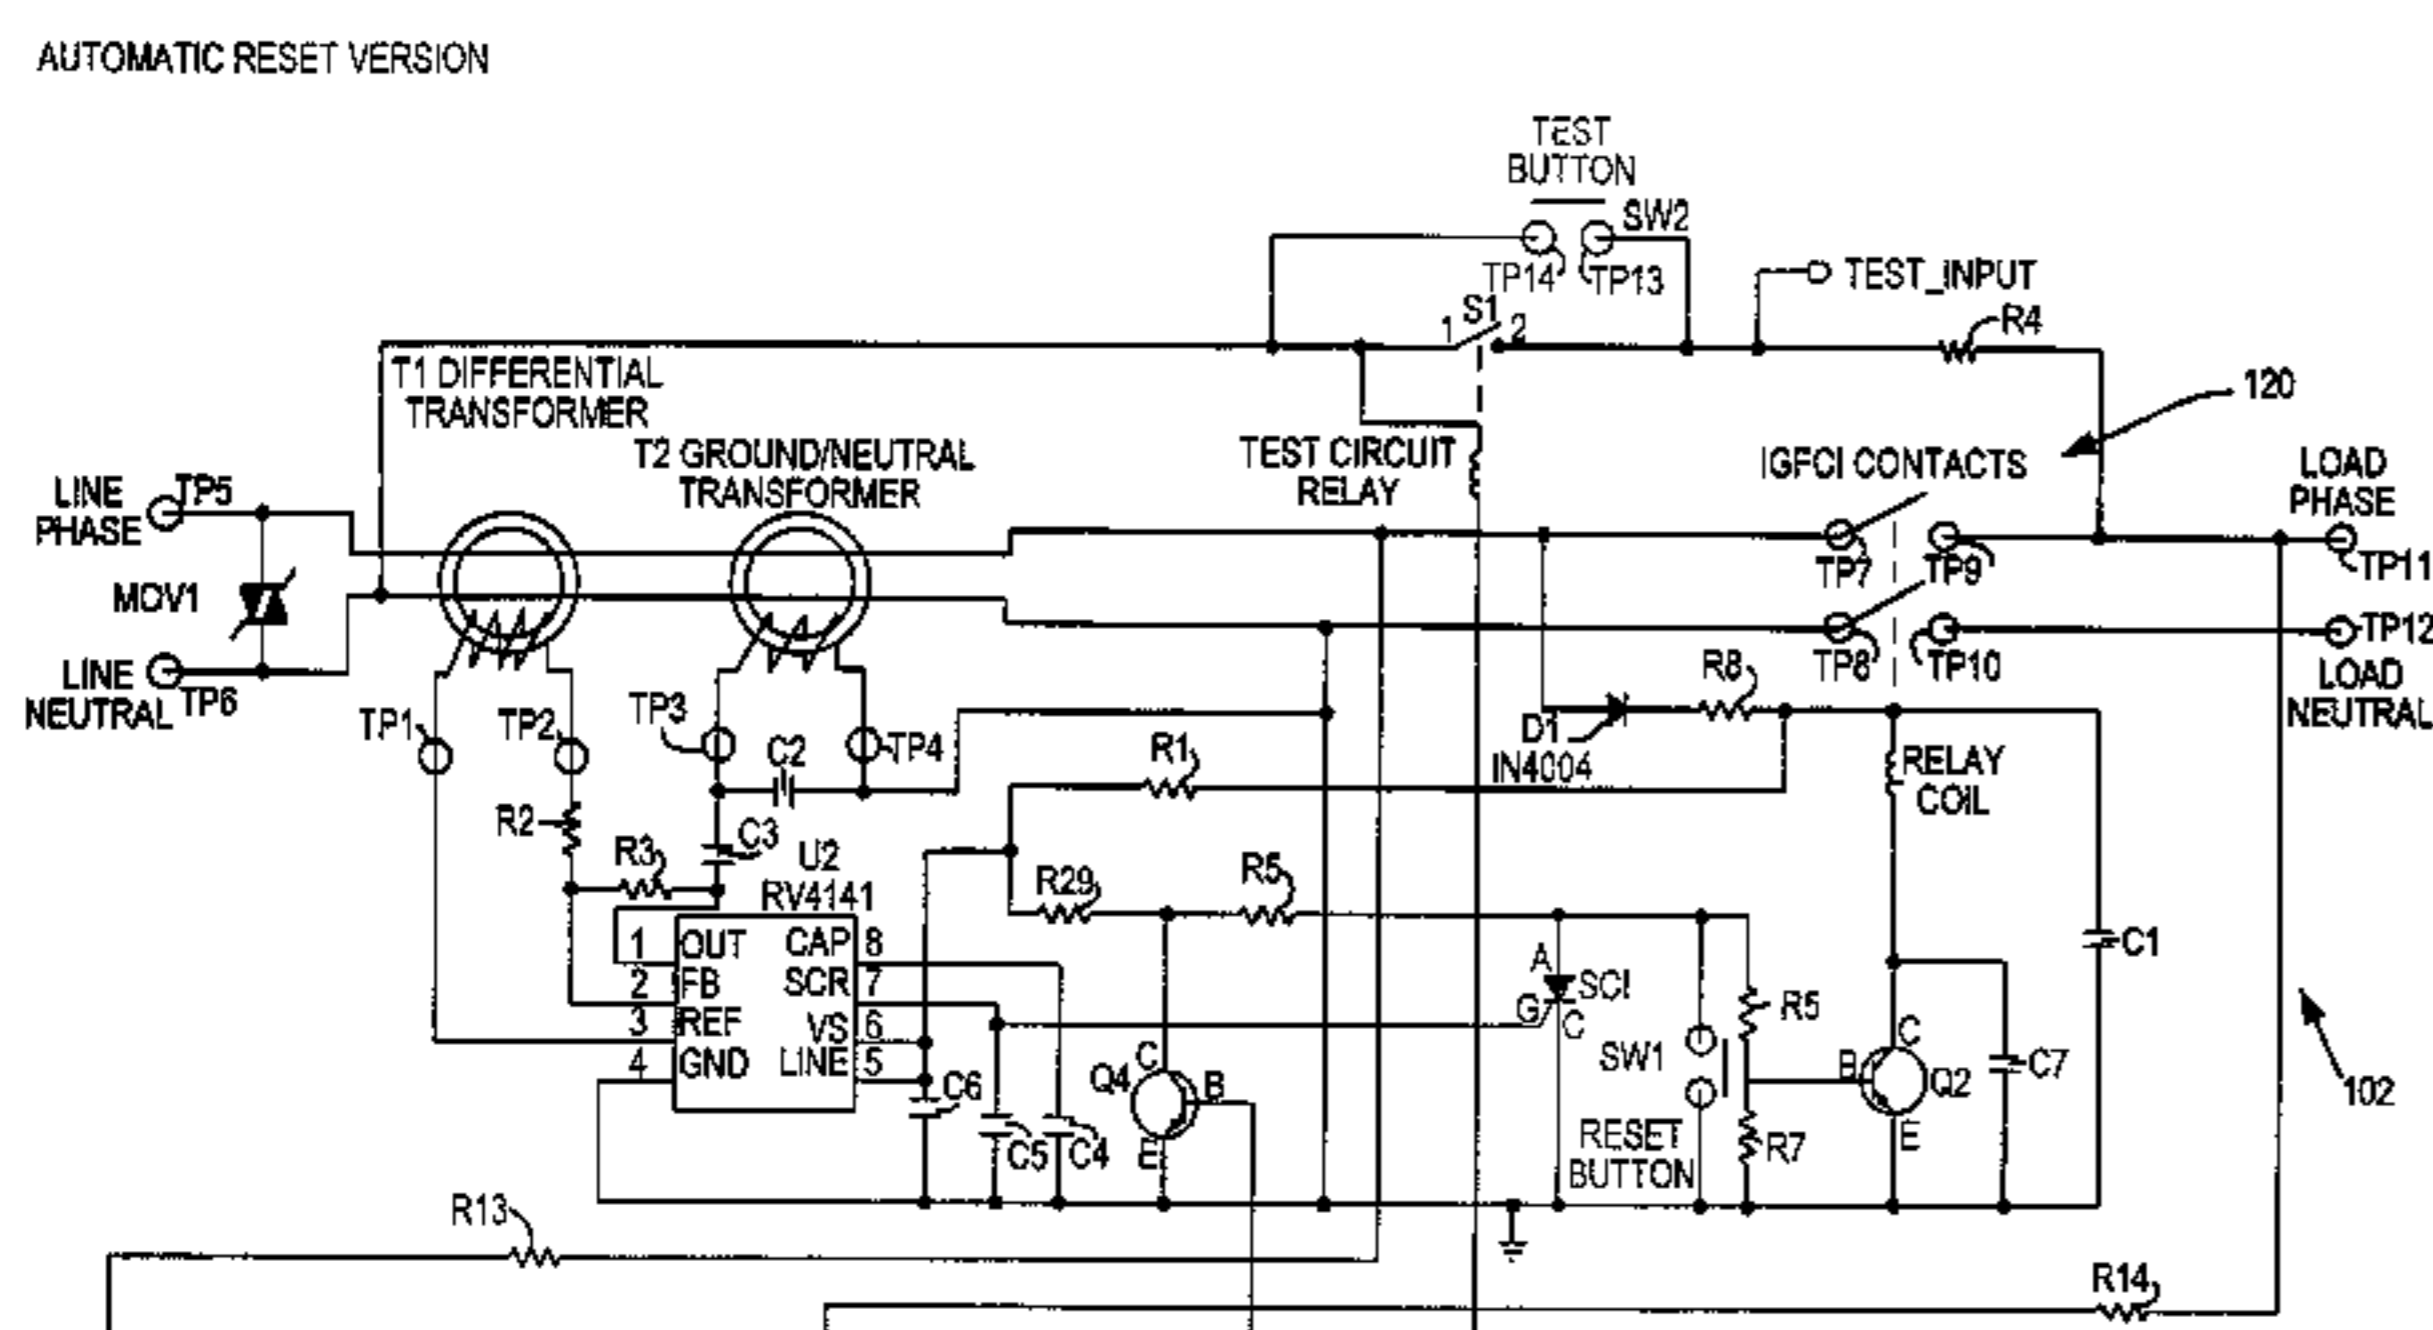 AUTOMATIC RESET VERSION
TEST
BUTTON
SW2
TP14 TP13
TEST_INPUT
S1
1 2
R4
T1 DIFFERENTIAL
TRANSFORMER
120
T2 GROUND/NEUTRAL
TRANSFORMER
TEST CIRCUIT
RELAY
IGFCI CONTACTS
LOAD
PHASE
LINE
PHASE
TP5
TP7 TP9 TP11
MOV1
TP12
LOAD
NEUTRAL
LINE
NEUTRAL
TP6
TP8 TP10
R8
TP1 TP2 TP3 TP4
C2
R1
D1
IN4004
RELAY
COIL
R2
R3
C3
U2
RV4141
R29
R5
C1
1 OUT CAP 8
2 FB SCR 7
3 REF VS 6
4 GND LINE 5
A
SCI
G
C
SW1
R5
C
B
Q2
E
C7
102
C6
Q4
C
B
E
C5
C4
RESET
BUTTON
R7
R13
R14